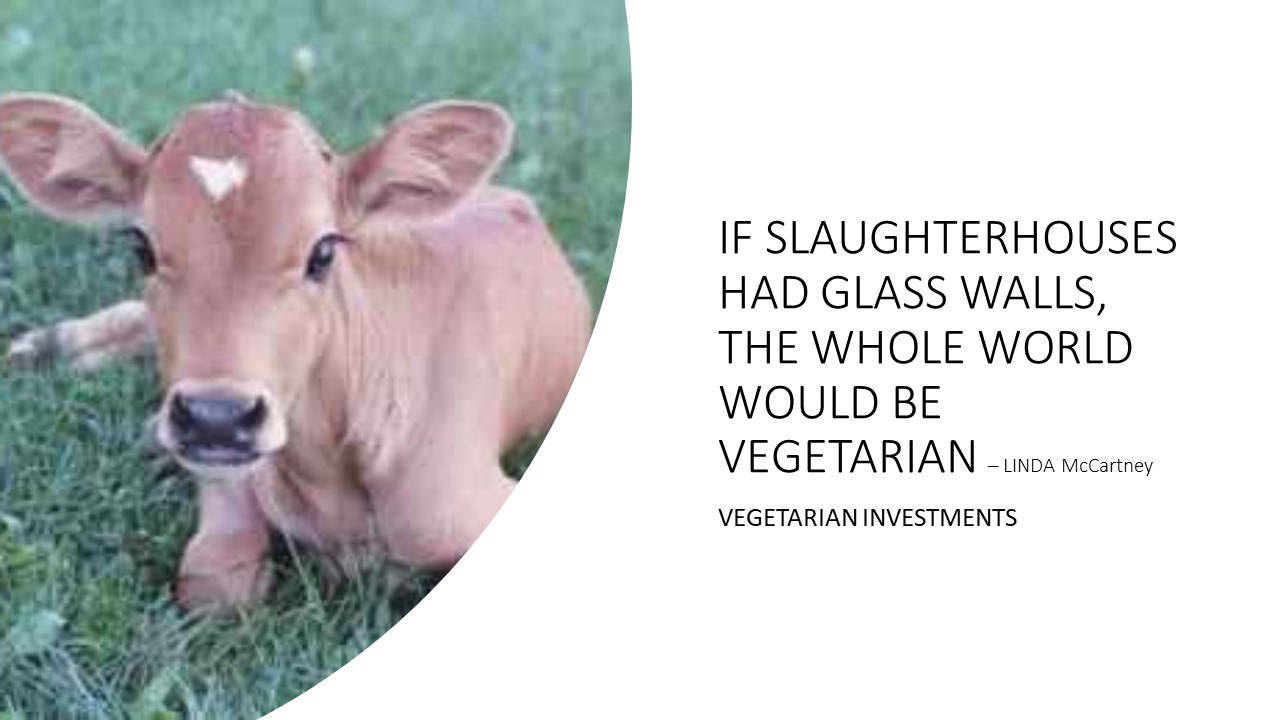 IF SLAUGHTERHOUSES
HAD GLASS WALLS,
THE WHOLE WORLD
WOULD BE
VEGETARIAN – LINDA McCartney
VEGETARIAN INVESTMENTS